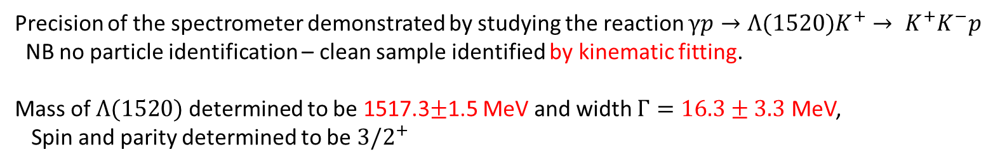 Precision of the spectrometer demonstrated by studying the reaction γp → Λ(1520)K⁺ → K⁺K⁻p
NB no particle identification – clean sample identified by kinematic fitting.
Mass of Λ(1520) determined to be 1517.3±1.5 MeV and width Γ = 16.3 ± 3.3 MeV,
Spin and parity determined to be 3/2⁺